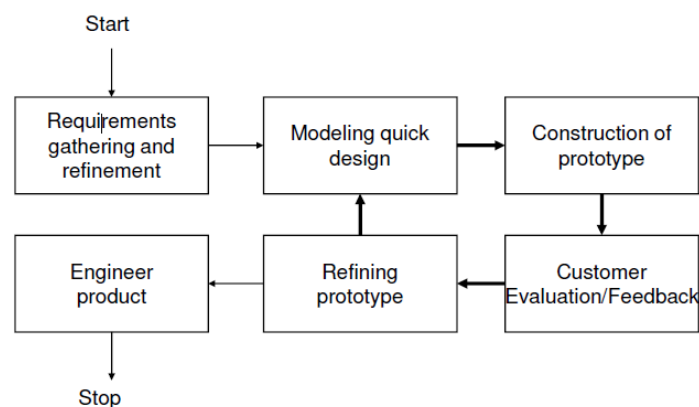 Start
Requirements
gathering and
refinement
Modeling quick
design
Construction of
prototype
Engineer
product
Refining
prototype
Customer
Evaluation/Feedback
Stop